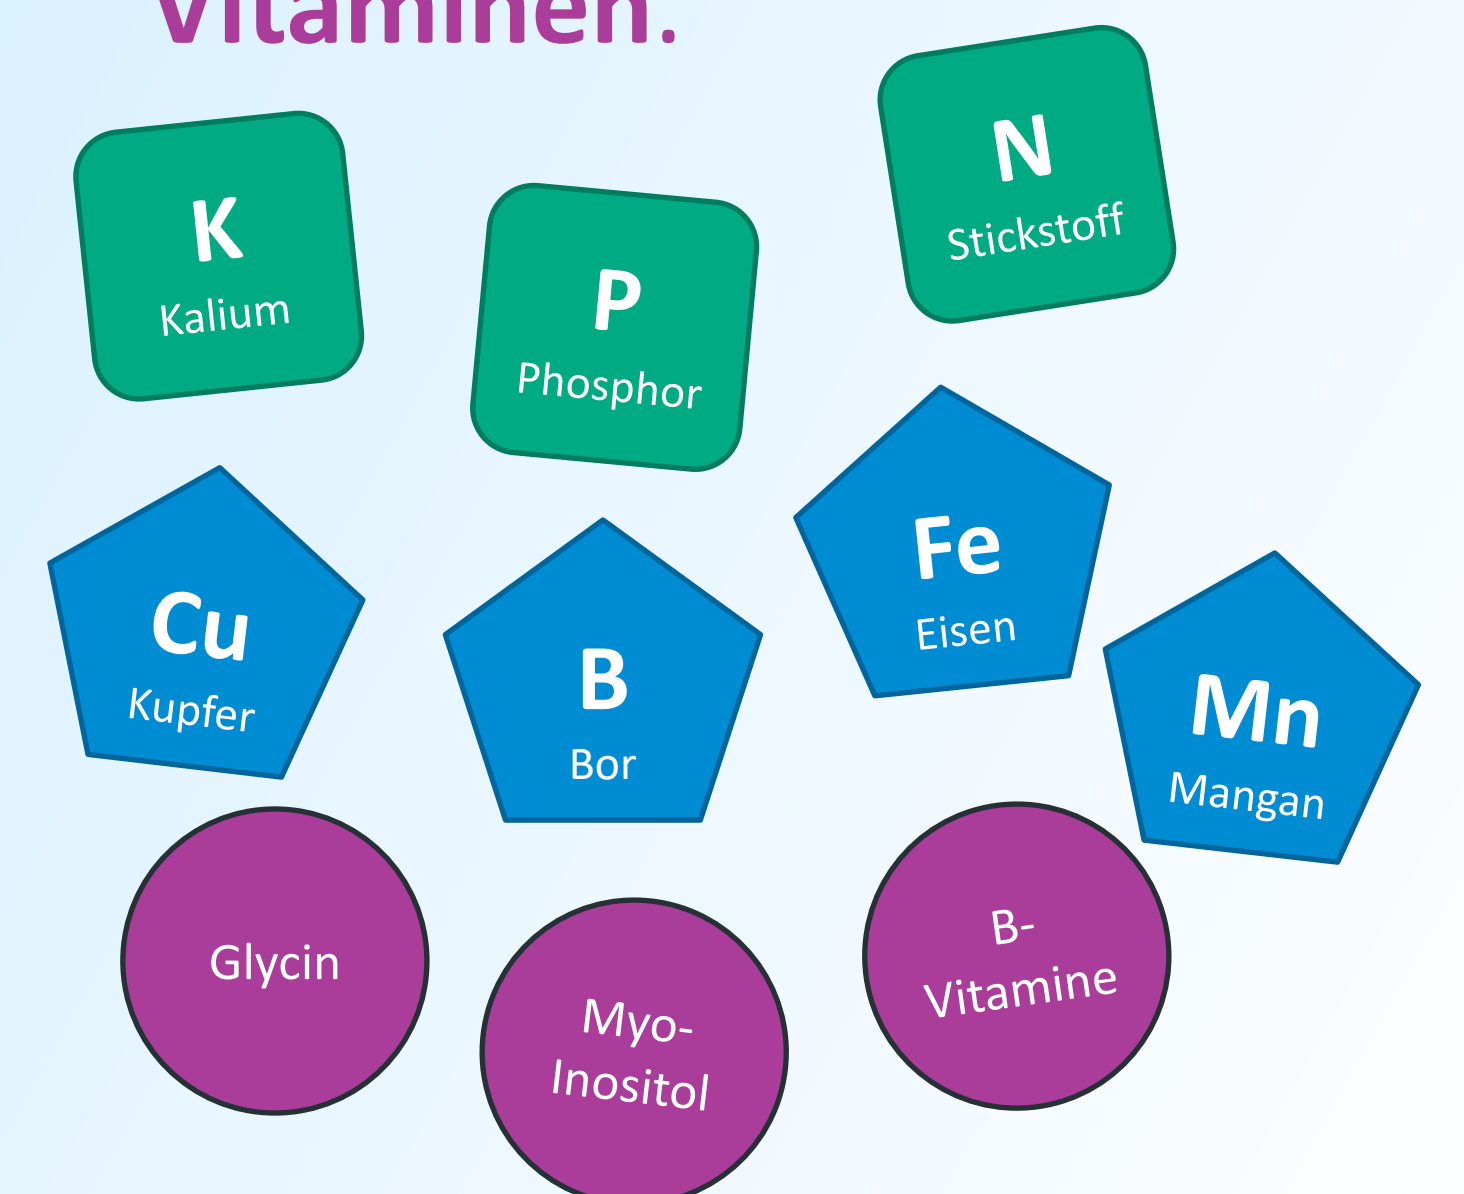 Vitaminen.
K
Kalium
P
Phosphor
N
Stickstoff
Cu
Kupfer
B
Bor
Fe
Eisen
Mn
Mangan
Glycin
Myo-
Inositol
B-
Vitamine